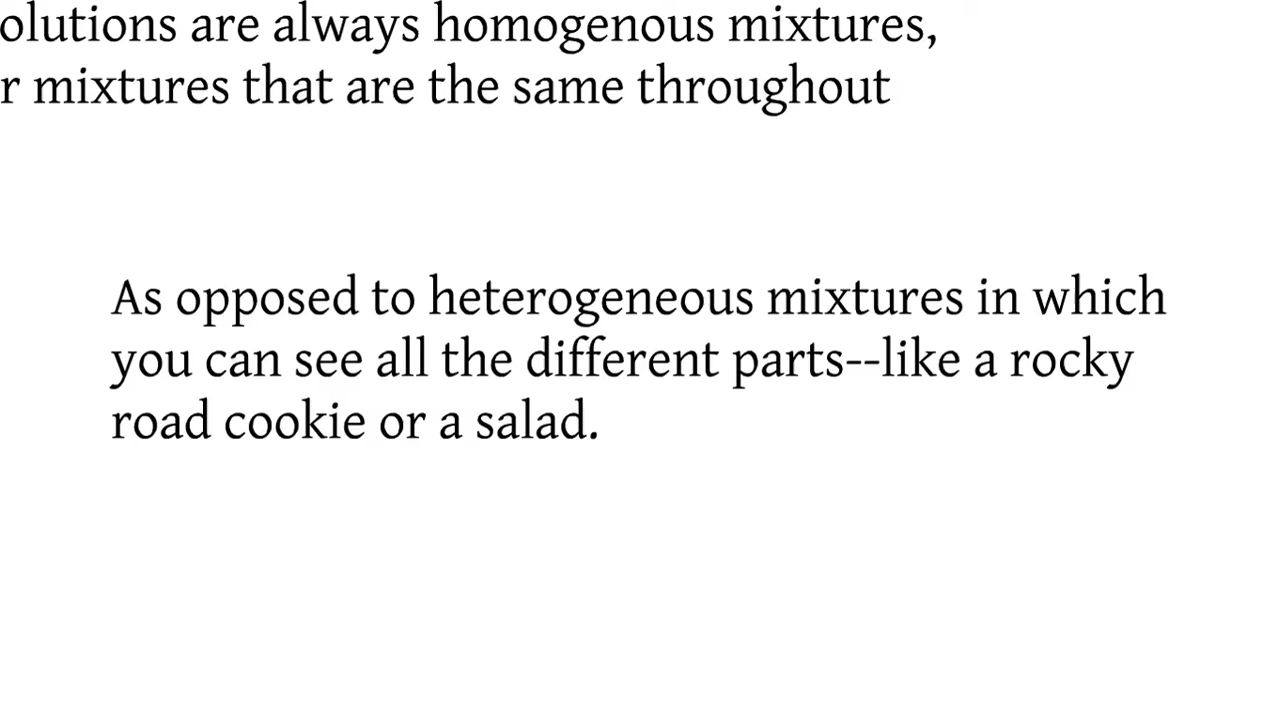 olutions are always homogenous mixtures,
r mixtures that are the same throughout
As opposed to heterogeneous mixtures in which
you can see all the different parts--like a rocky
road cookie or a salad.